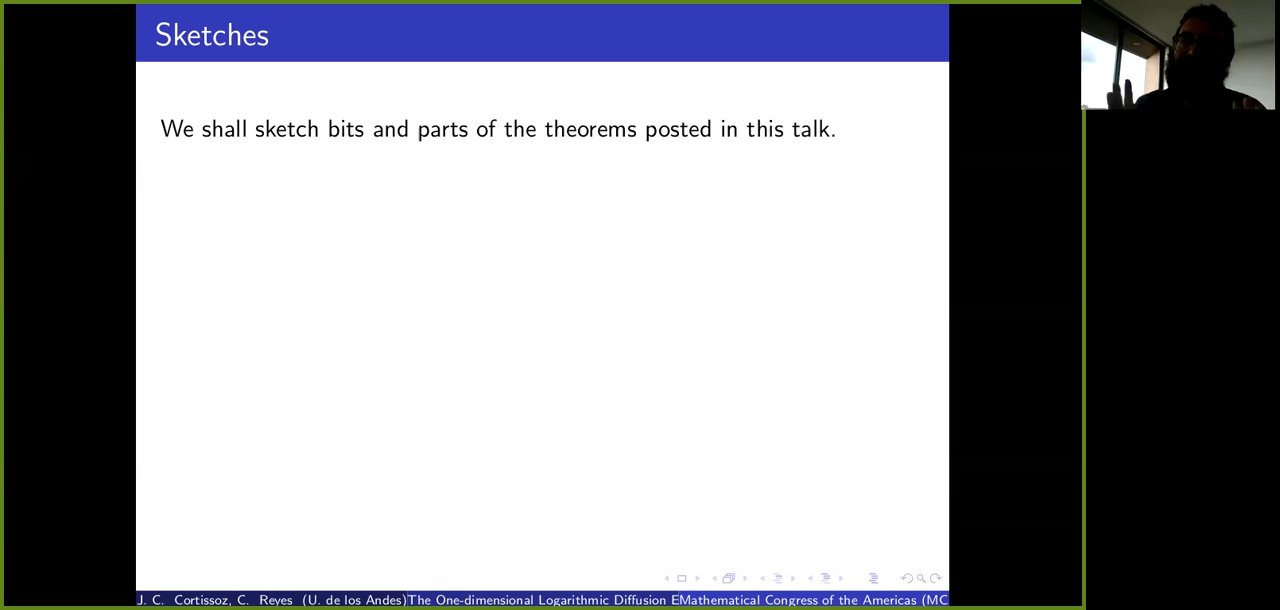 Sketches
We shall sketch bits and parts of the theorems posted in this talk.
J. C. Cortissoz, C. Reyes (U. de los Andes)The One-dimensional Logarithmic Diffusion EMathematical Congress of the Americas (MC